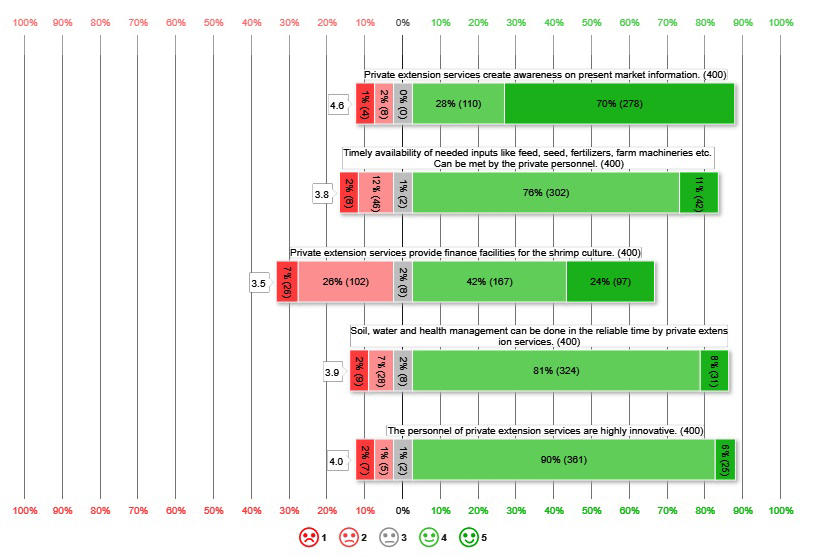 100% 90% 80% 70% 60% 50% 40% 30% 20% 10% 0% 10% 20% 30% 40% 50% 60% 70% 80% 90% 100%
Private extension services create awareness on present market information. (400)
4.6 1% (4) 2% (8) 0% (0) 28% (110) 70% (278)
Timely availability of needed inputs like feed, seed, fertilizers, farm machineries etc.
Can be met by the private personnel. (400)
3.8 2% (8) 12% (46) 1% (2) 76% (302) 11% (42)
Private extension services provide finance facilities for the shrimp culture. (400)
3.5 7% (26) 26% (102) 2% (8) 42% (167) 24% (97)
Soil, water and health management can be done in the reliable time by private extens
ion services. (400)
3.9 2% (9) 7% (28) 2% (8) 81% (324) 8% (31)
The personnel of private extension services are highly innovative. (400)
4.0 2% (7) 1% (5) 1% (2) 90% (361) 6% (25)
100% 90% 80% 70% 60% 50% 40% 30% 20% 10% 0% 10% 20% 30% 40% 50% 60% 70% 80% 90% 100%
1 2 3 4 5